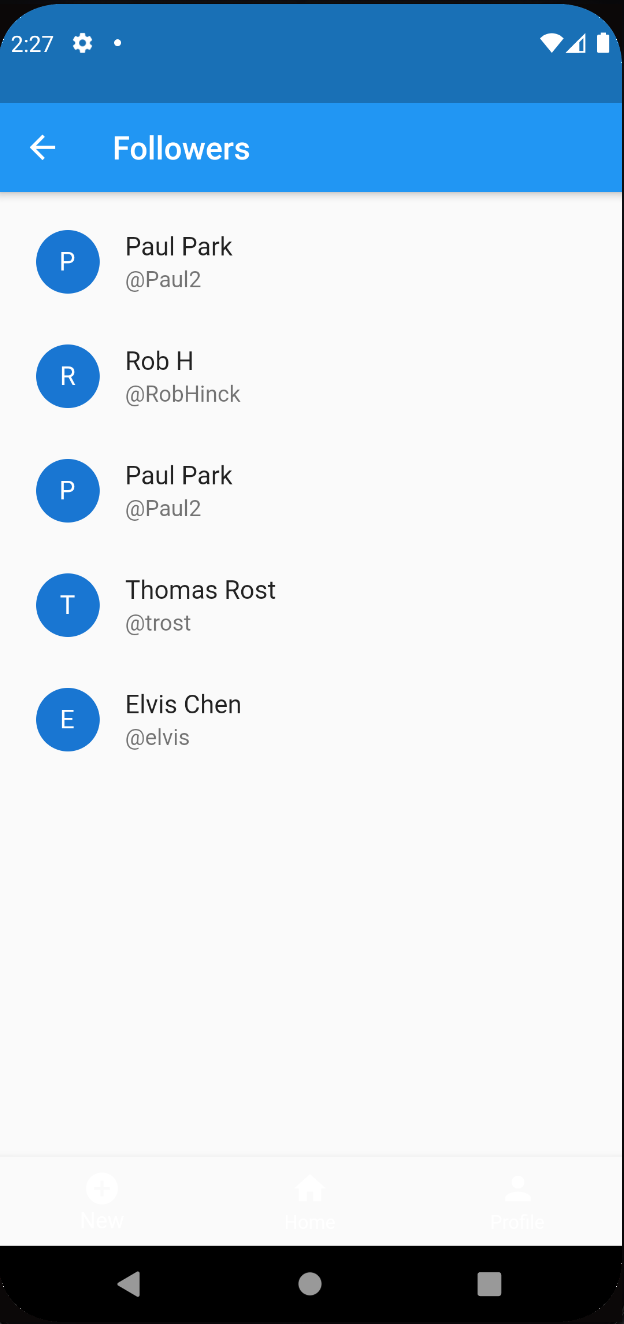 2:27
Followers
P
Paul Park
@Paul2
R
Rob H
@RobHinck
P
Paul Park
@Paul2
T
Thomas Rost
@trost
E
Elvis Chen
@elvis
New
Home
Profile